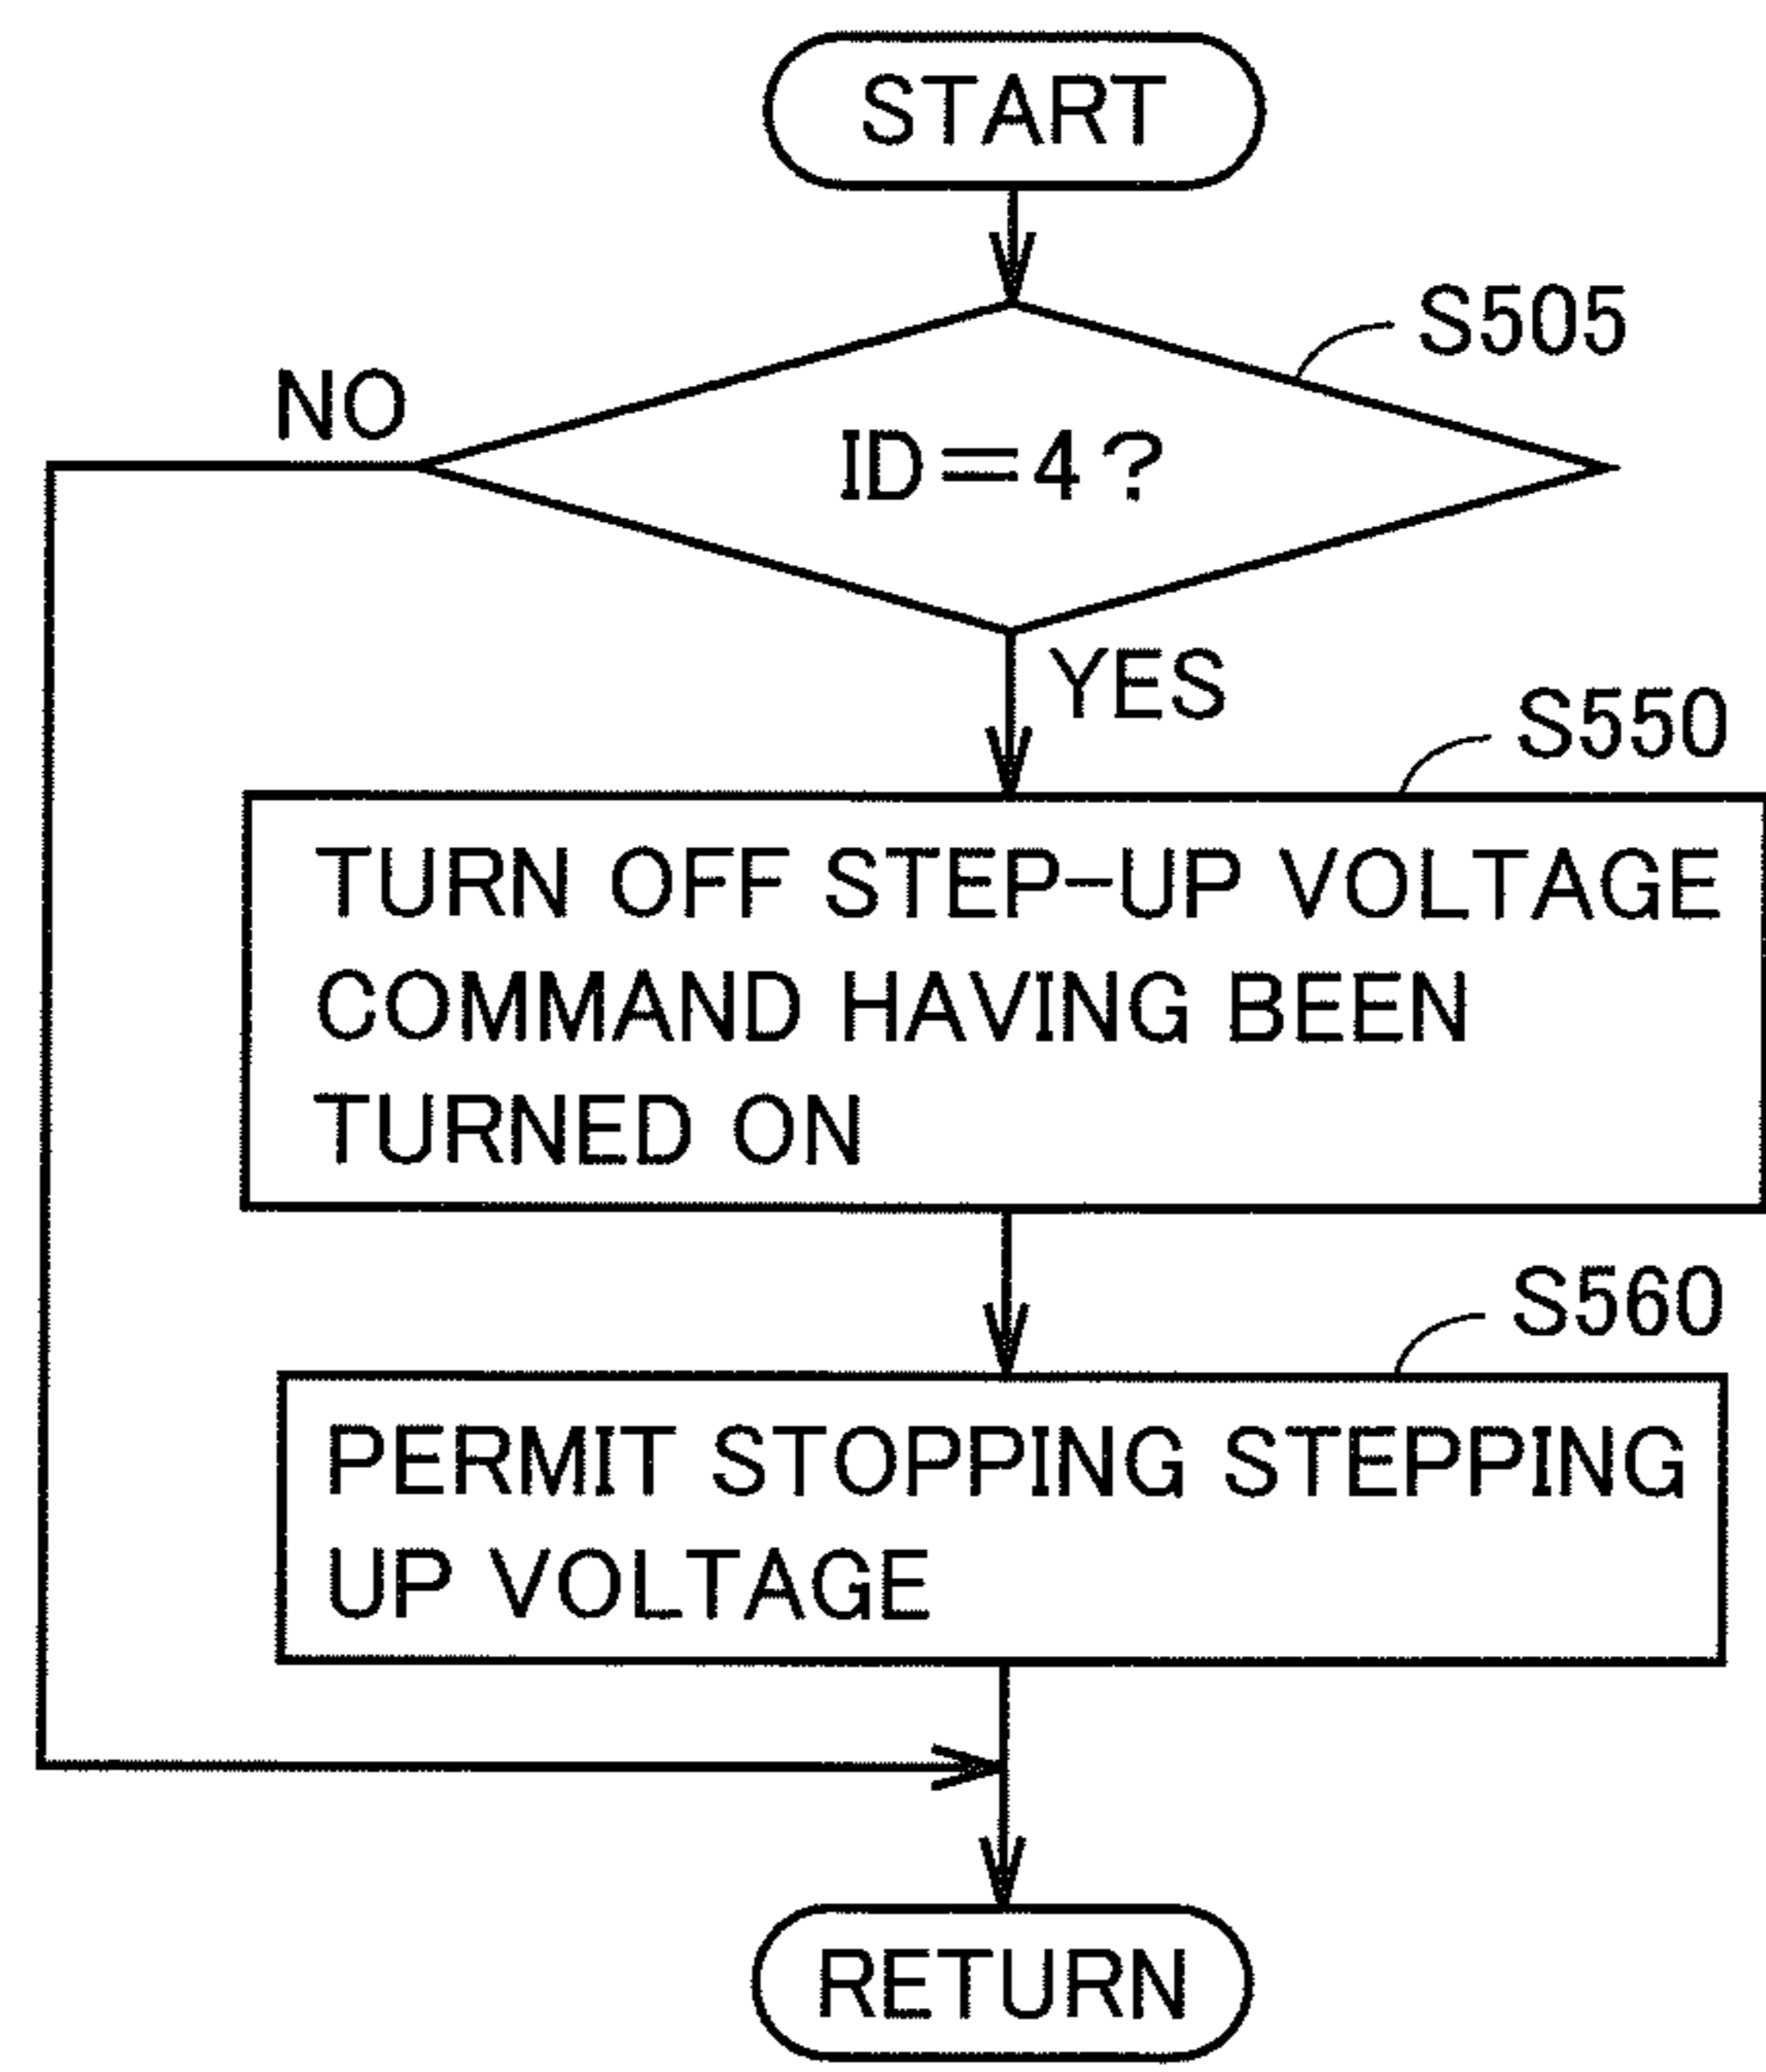 START
S505
NO
ID=4?
YES
S550
TURN OFF STEP-UP VOLTAGE
COMMAND HAVING BEEN
TURNED ON
S560
PERMIT STOPPING STEPPING
UP VOLTAGE
RETURN